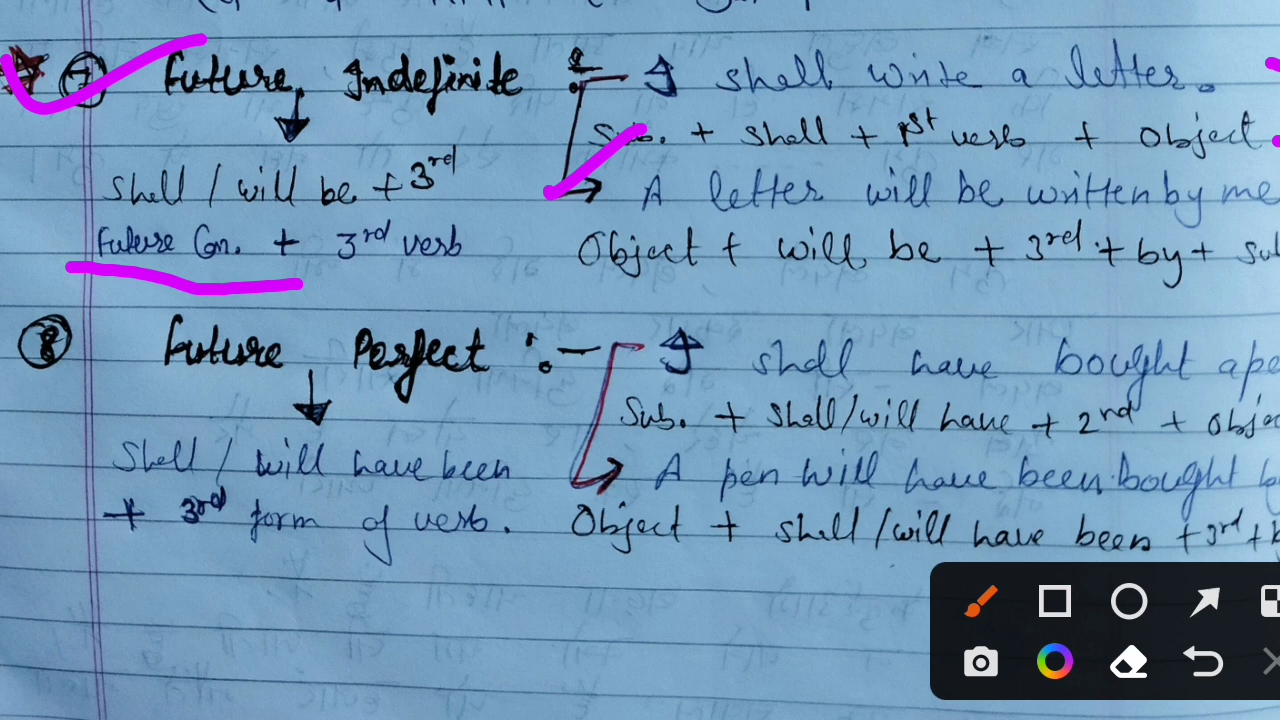 7 Future Indefinite :- I shall write a letter.
Sub. + Shall + 1st verb + Object
Shall / will be + 3rd
A letter will be written by me
Future Con. + 3rd verb
Object + will be + 3rd + by + Sub
8 Future Perfect :- I shall have bought a pe
Sub. + Shall/will have + 2nd + Objec
Shall / will have been
A pen will have been bought b
+ 3rd form of verb.
Object + shall /will have been + 3rd + b